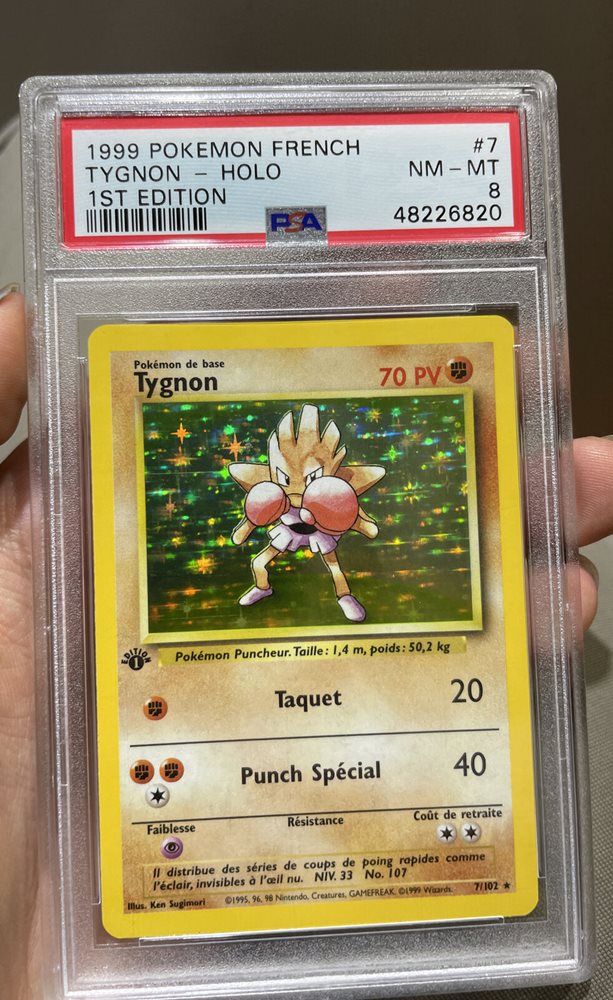 1999 POKEMON FRENCH #7
TYGNON - HOLO NM - MT
1ST EDITION 8
PSA 48226820
Pokémon de base
Tygnon 70 PV
EDITION 1
Pokémon Puncheur. Taille : 1,4 m, poids : 50,2 kg
Taquet 20
Punch Spécial 40
Faiblesse Résistance Coût de retraite
Il distribue des séries de coups de poing rapides comme
l'éclair, invisibles à l'œil nu. NIV. 33 No. 107
Illus. Ken Sugimori ©1995, 96, 98 Nintendo, Creatures, GAMEFREAK. ©1999 Wizards. 7/102 ★